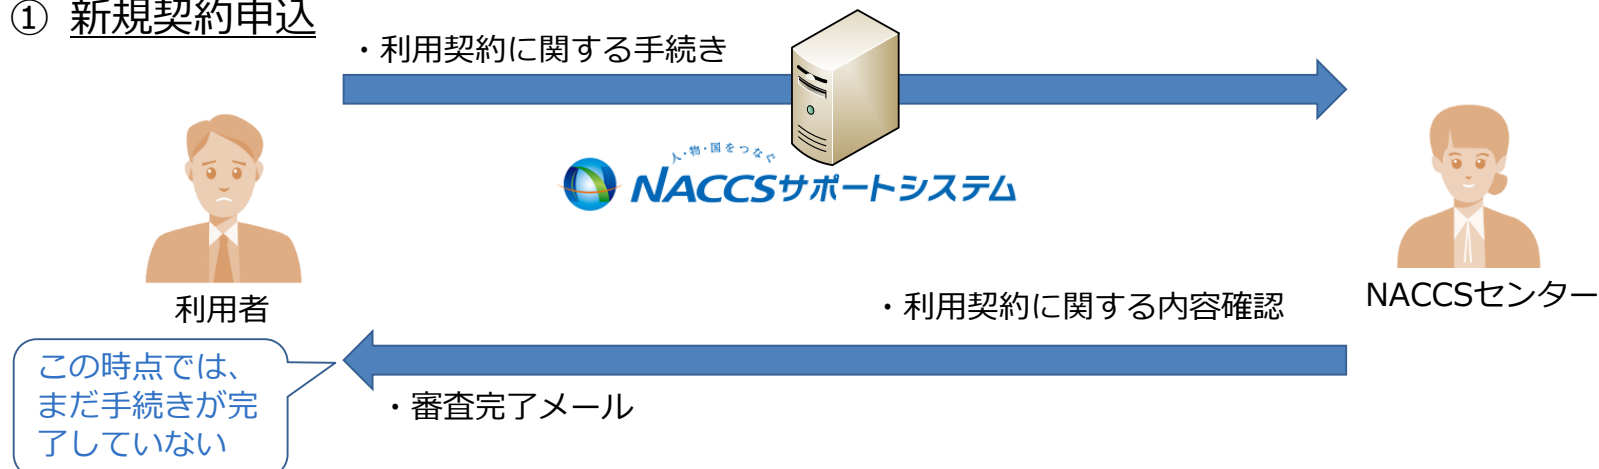 ① 新規契約申込
・利用契約に関する手続き
人・物・国をつなぐ
NACCSサポートシステム
利用者
NACCSセンター
・利用契約に関する内容確認
この時点では、
まだ手続きが完
了していない
・審査完了メール